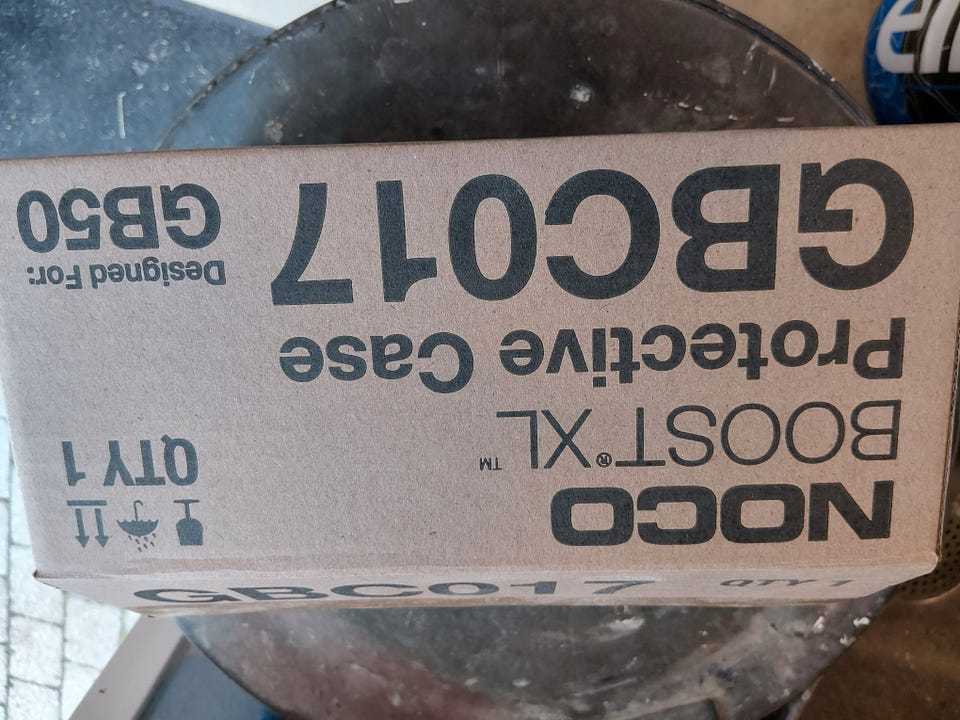 NOCO
BOOST® XL™
Protective Case
GBC017
QTY 1
Designed For:
GB50
GBC017 QTY 1